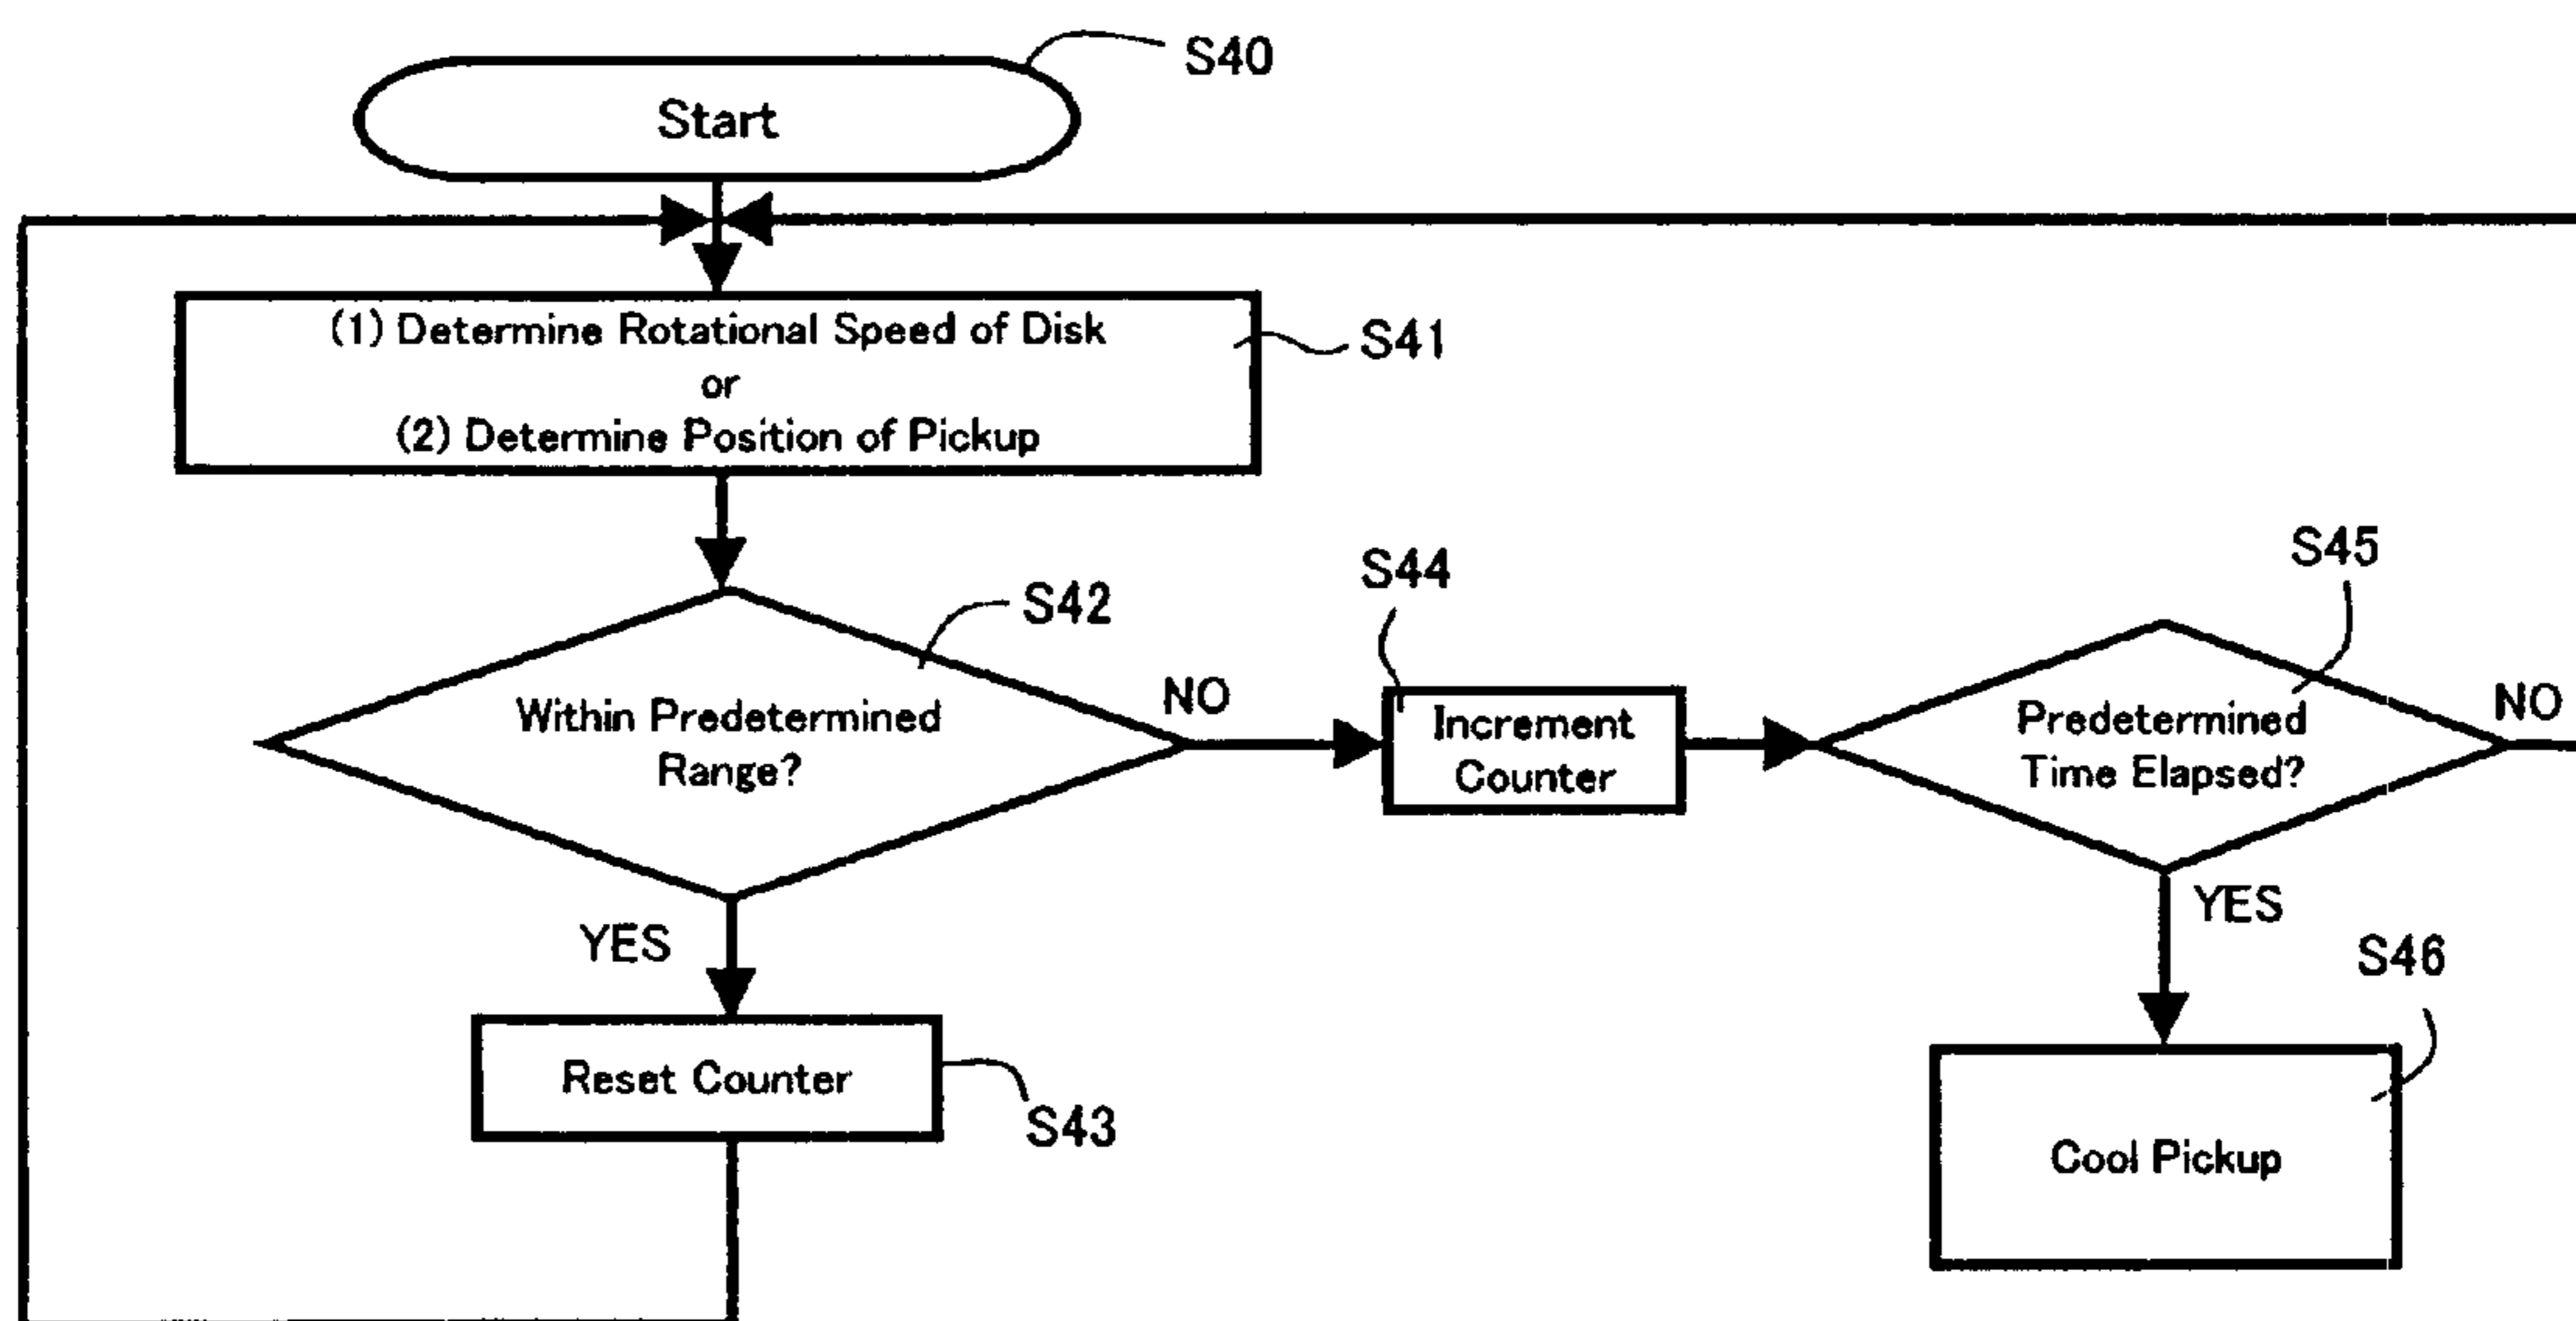 S40
Start
(1) Determine Rotational Speed of Disk
or
(2) Determine Position of Pickup
S41
S42
Within Predetermined
Range?
NO
YES
S44
Increment
Counter
S45
Predetermined
Time Elapsed?
NO
YES
Reset Counter
S43
S46
Cool Pickup